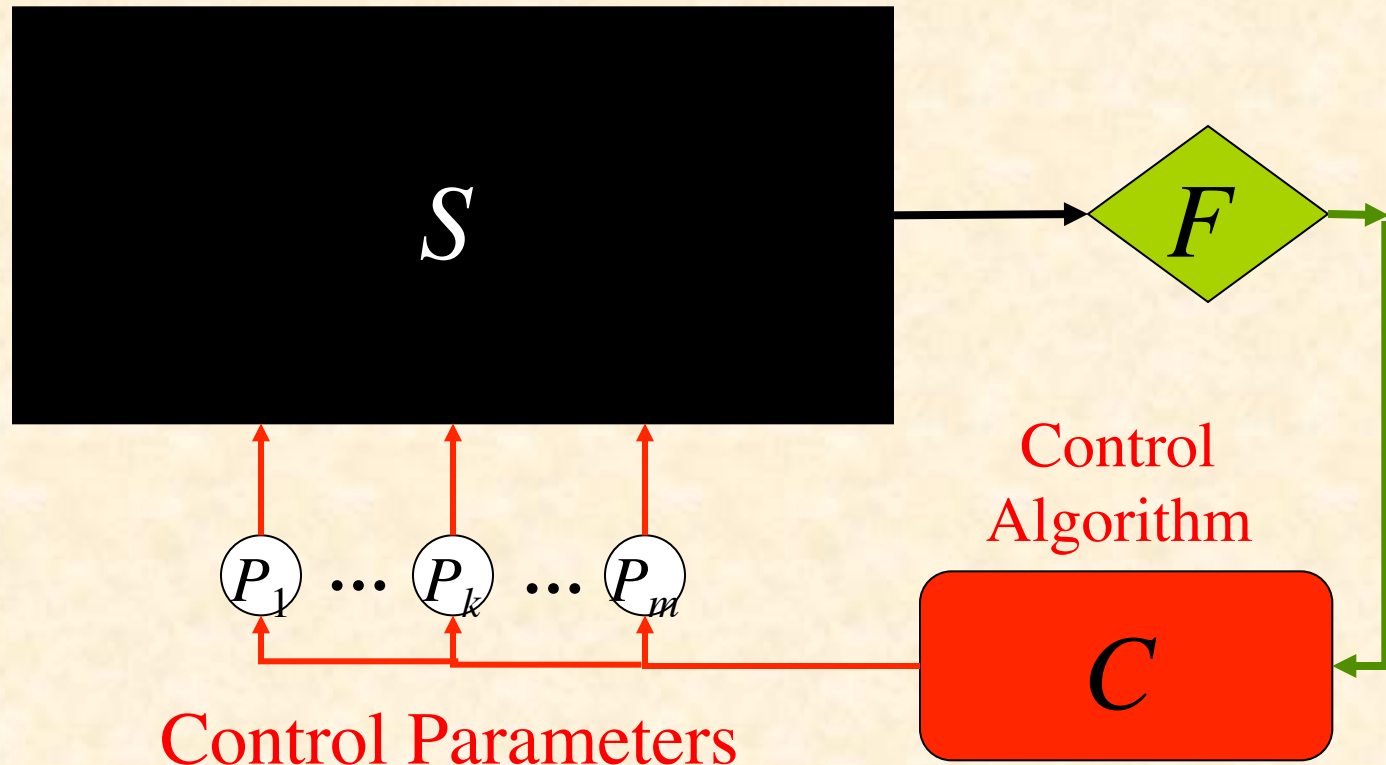 S
F
Control
Algorithm
P₁ ... Pₖ ... Pₘ
C
Control Parameters